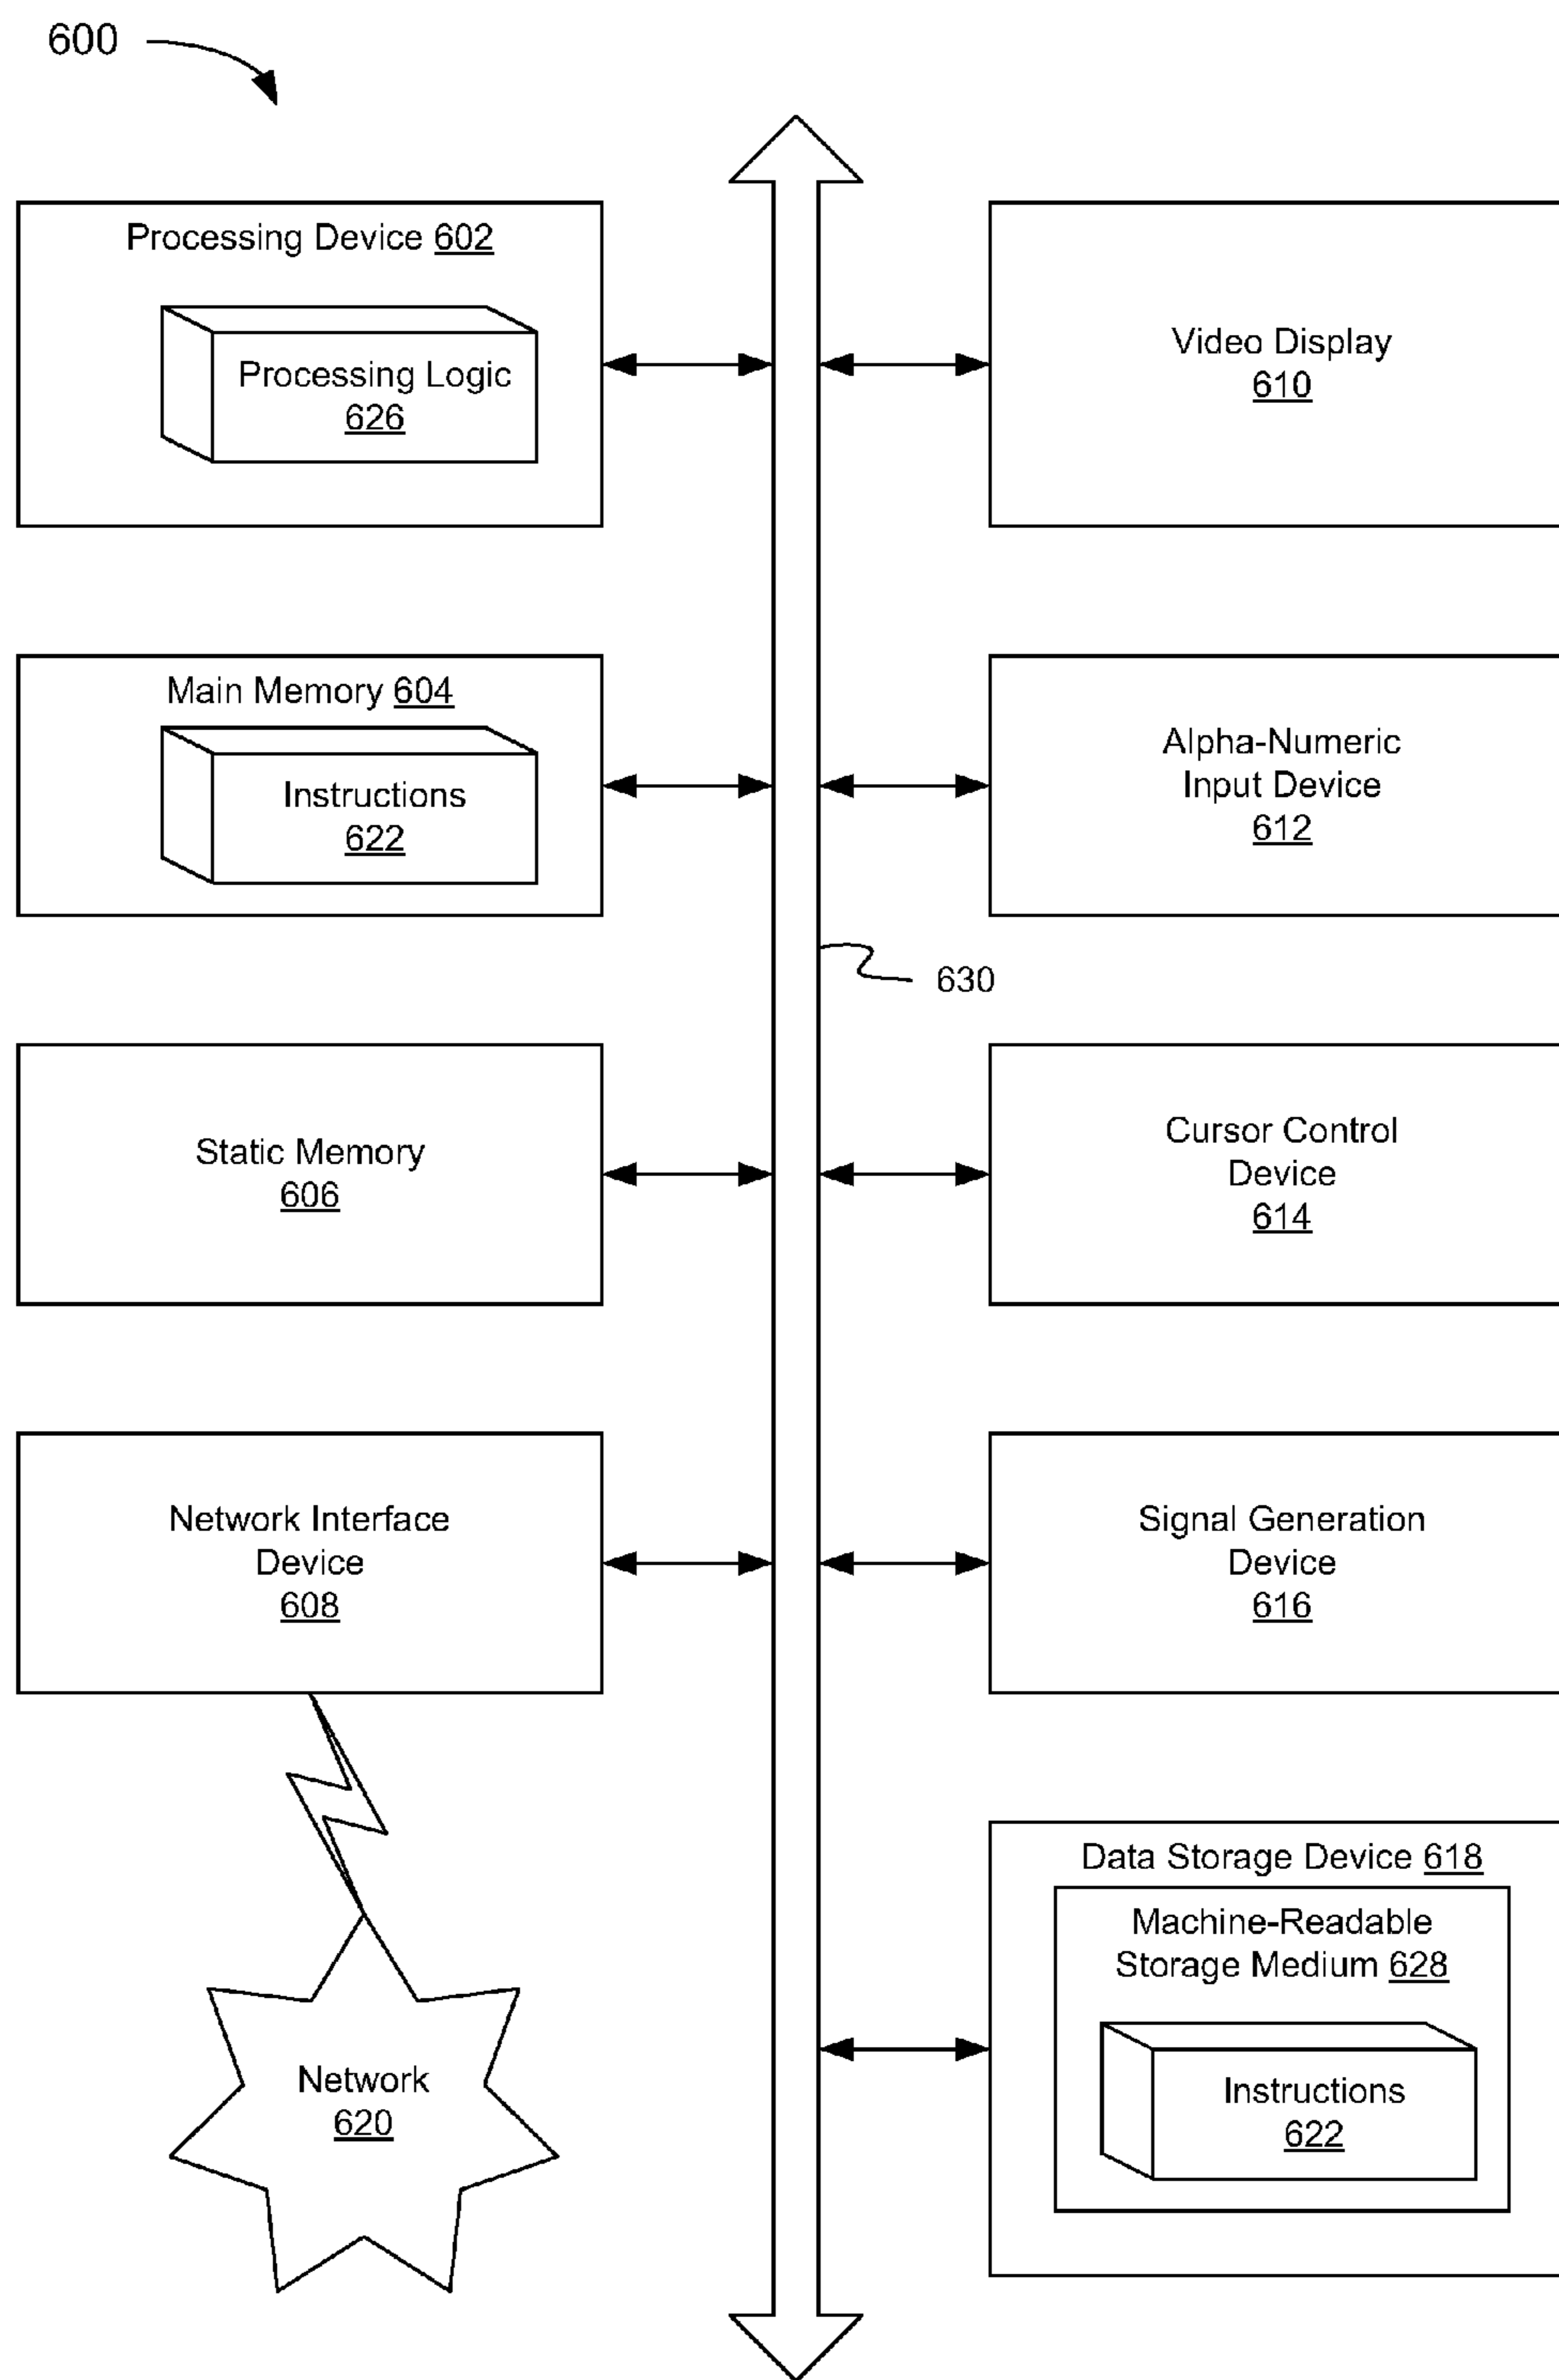 600
Processing Device 602
Processing Logic
626
Video Display
610
Main Memory 604
Instructions
622
Alpha-Numeric
Input Device
612
630
Static Memory
606
Cursor Control
Device
614
Network Interface
Device
608
Signal Generation
Device
616
Data Storage Device 618
Machine-Readable
Storage Medium 628
Instructions
622
Network
620